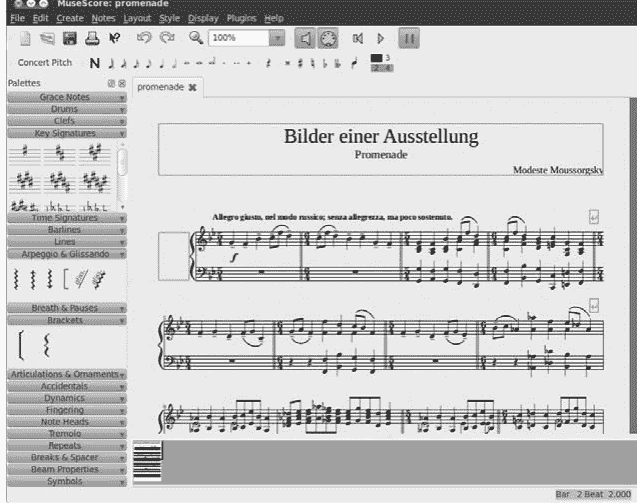 MuseScore: promenade
File Edit Create Notes Layout Style Display Plugins Help
100%
Concert Pitch N 3
2 4
Palettes
promenade
Grace Notes
Drums
Clefs
Key Signatures
Time Signatures
Barlines
Lines
Arpeggio & Glissando
Breath & Pauses
Brackets
Articulations & Ornaments
Accidentals
Dynamics
Fingering
Note Heads
Tremolo
Repeats
Breaks & Spacer
Beam Properties
Symbols
Bilder einer Ausstellung
Promenade
Modeste Moussorgsky
Allegro giusto, nel modo russico; senza allegrezza, ma poco sostenuto.
f
Bar 2 Beat 2.000